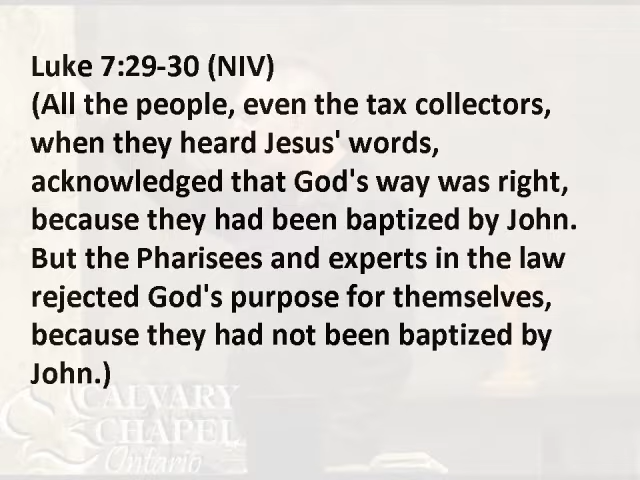 Luke 7:29-30 (NIV)
(All the people, even the tax collectors,
when they heard Jesus' words,
acknowledged that God's way was right,
because they had been baptized by John.
But the Pharisees and experts in the law
rejected God's purpose for themselves,
because they had not been baptized by
John.)
CALVARY
CHAPEL
Ontario